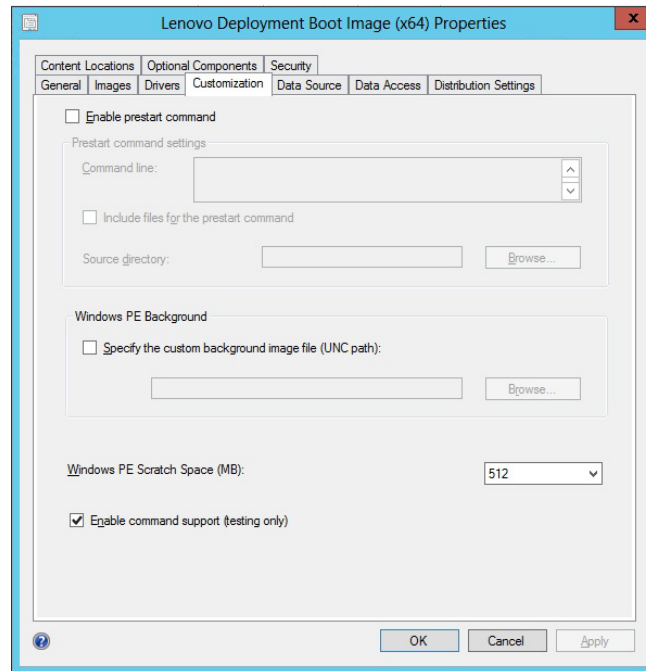 Lenovo Deployment Boot Image (x64) Properties
x
Content Locations Optional Components Security
General Images Drivers Customization Data Source Data Access Distribution Settings
Enable prestart command
Prestart command settings
Command line:
Include files for the prestart command
Source directory:
Browse...
Windows PE Background
Specify the custom background image file (UNC path):
Browse...
Windows PE Scratch Space (MB):
512
Enable command support (testing only)
?
OK Cancel Apply